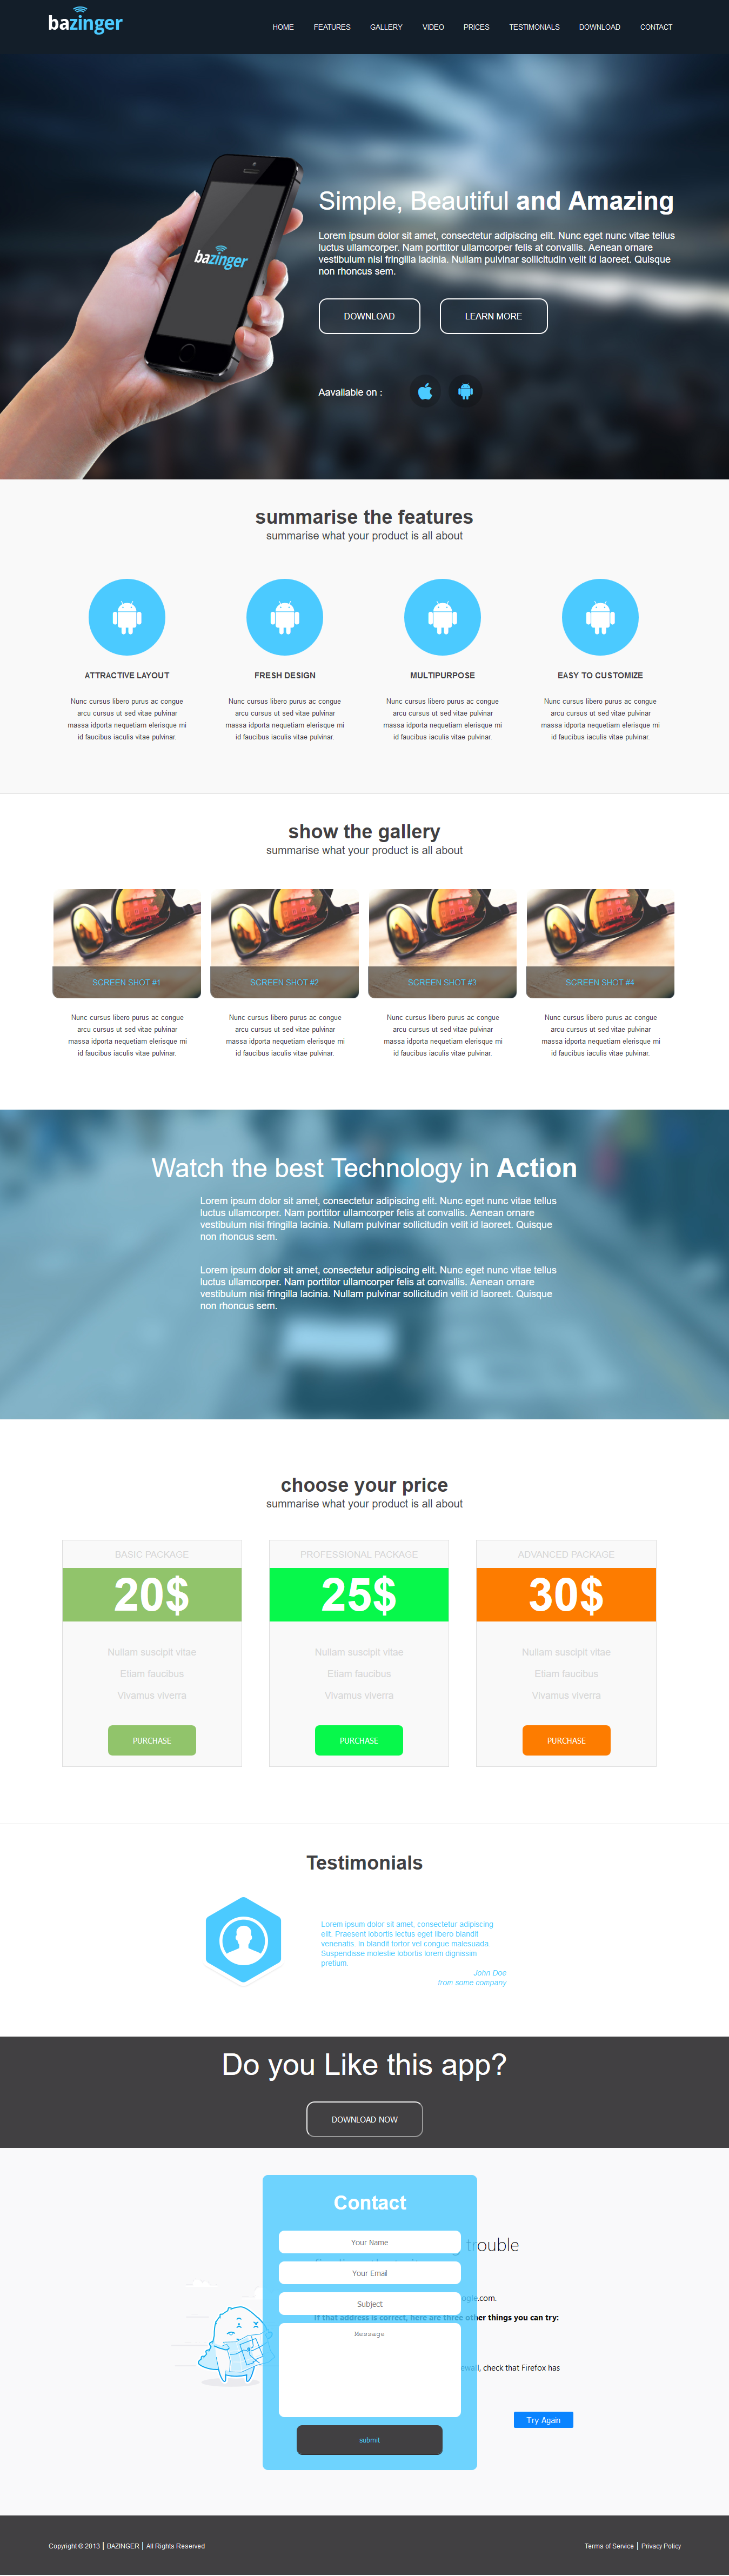 bazinger
HOME FEATURES GALLERY VIDEO PRICES TESTIMONIALS DOWNLOAD CONTACT
bazinger
Simple, Beautiful and Amazing
Lorem ipsum dolor sit amet, consectetur adipiscing elit. Nunc eget nunc vitae tellus
luctus ullamcorper. Nam porttitor ullamcorper felis at convallis. Aenean ornare
vestibulum nisi fringilla lacinia. Nullam pulvinar sollicitudin velit id laoreet. Quisque
non rhoncus sem.
DOWNLOAD LEARN MORE
Aavailable on :
summarise the features
summarise what your product is all about
ATTRACTIVE LAYOUT
Nunc cursus libero purus ac congue
arcu cursus ut sed vitae pulvinar
massa idporta nequetiam elerisque mi
id faucibus iaculis vitae pulvinar.
FRESH DESIGN
Nunc cursus libero purus ac congue
arcu cursus ut sed vitae pulvinar
massa idporta nequetiam elerisque mi
id faucibus iaculis vitae pulvinar.
MULTIPURPOSE
Nunc cursus libero purus ac congue
arcu cursus ut sed vitae pulvinar
massa idporta nequetiam elerisque mi
id faucibus iaculis vitae pulvinar.
EASY TO CUSTOMIZE
Nunc cursus libero purus ac congue
arcu cursus ut sed vitae pulvinar
massa idporta nequetiam elerisque mi
id faucibus iaculis vitae pulvinar.
show the gallery
summarise what your product is all about
SCREEN SHOT #1
Nunc cursus libero purus ac congue
arcu cursus ut sed vitae pulvinar
massa idporta nequetiam elerisque mi
id faucibus iaculis vitae pulvinar.
SCREEN SHOT #2
Nunc cursus libero purus ac congue
arcu cursus ut sed vitae pulvinar
massa idporta nequetiam elerisque mi
id faucibus iaculis vitae pulvinar.
SCREEN SHOT #3
Nunc cursus libero purus ac congue
arcu cursus ut sed vitae pulvinar
massa idporta nequetiam elerisque mi
id faucibus iaculis vitae pulvinar.
SCREEN SHOT #4
Nunc cursus libero purus ac congue
arcu cursus ut sed vitae pulvinar
massa idporta nequetiam elerisque mi
id faucibus iaculis vitae pulvinar.
Watch the best Technology in Action
Lorem ipsum dolor sit amet, consectetur adipiscing elit. Nunc eget nunc vitae tellus
luctus ullamcorper. Nam porttitor ullamcorper felis at convallis. Aenean ornare
vestibulum nisi fringilla lacinia. Nullam pulvinar sollicitudin velit id laoreet. Quisque
non rhoncus sem.
Lorem ipsum dolor sit amet, consectetur adipiscing elit. Nunc eget nunc vitae tellus
luctus ullamcorper. Nam porttitor ullamcorper felis at convallis. Aenean ornare
vestibulum nisi fringilla lacinia. Nullam pulvinar sollicitudin velit id laoreet. Quisque
non rhoncus sem.
choose your price
summarise what your product is all about
BASIC PACKAGE
20$
Nullam suscipit vitae
Etiam faucibus
Vivamus viverra
PURCHASE
PROFESSIONAL PACKAGE
25$
Nullam suscipit vitae
Etiam faucibus
Vivamus viverra
PURCHASE
ADVANCED PACKAGE
30$
Nullam suscipit vitae
Etiam faucibus
Vivamus viverra
PURCHASE
Testimonials
Lorem ipsum dolor sit amet, consectetur adipiscing
elit. Praesent lobortis lectus eget libero blandit
venenatis. In blandit tortor vel congue malesuada.
Suspendisse molestie lobortis lorem dignissim
pretium.
John Doe
from some company
Do you Like this app?
DOWNLOAD NOW
Contact
Your Name
trouble
Your Email
.com.
Subject
If that address is correct, here are three other things you can try:
Message
, check that Firefox has
Try Again
submit
Copyright © 2013 | BAZINGER | All Rights Reserved
Terms of Service | Privacy Policy